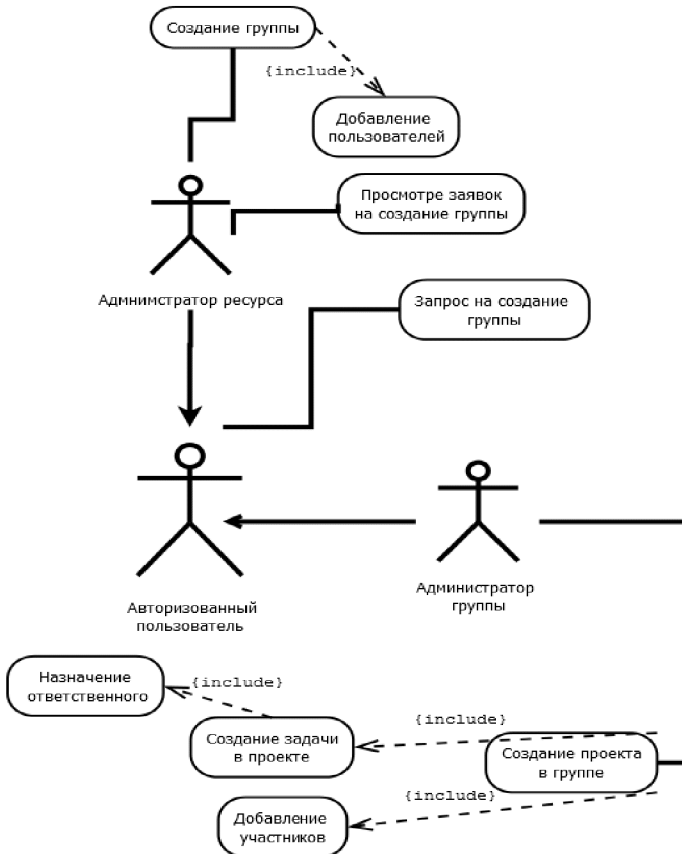 Создание группы
{include}
Добавление
пользователей
Просмотре заявок
на создание группы
Админимстратор ресурса
Запрос на создание
группы
Администратор
группы
Авторизованный
пользователь
Назначение
ответственного
{include}
Создание задачи
в проекте
{include}
Создание проекта
в группе
{include}
Добавление
участников